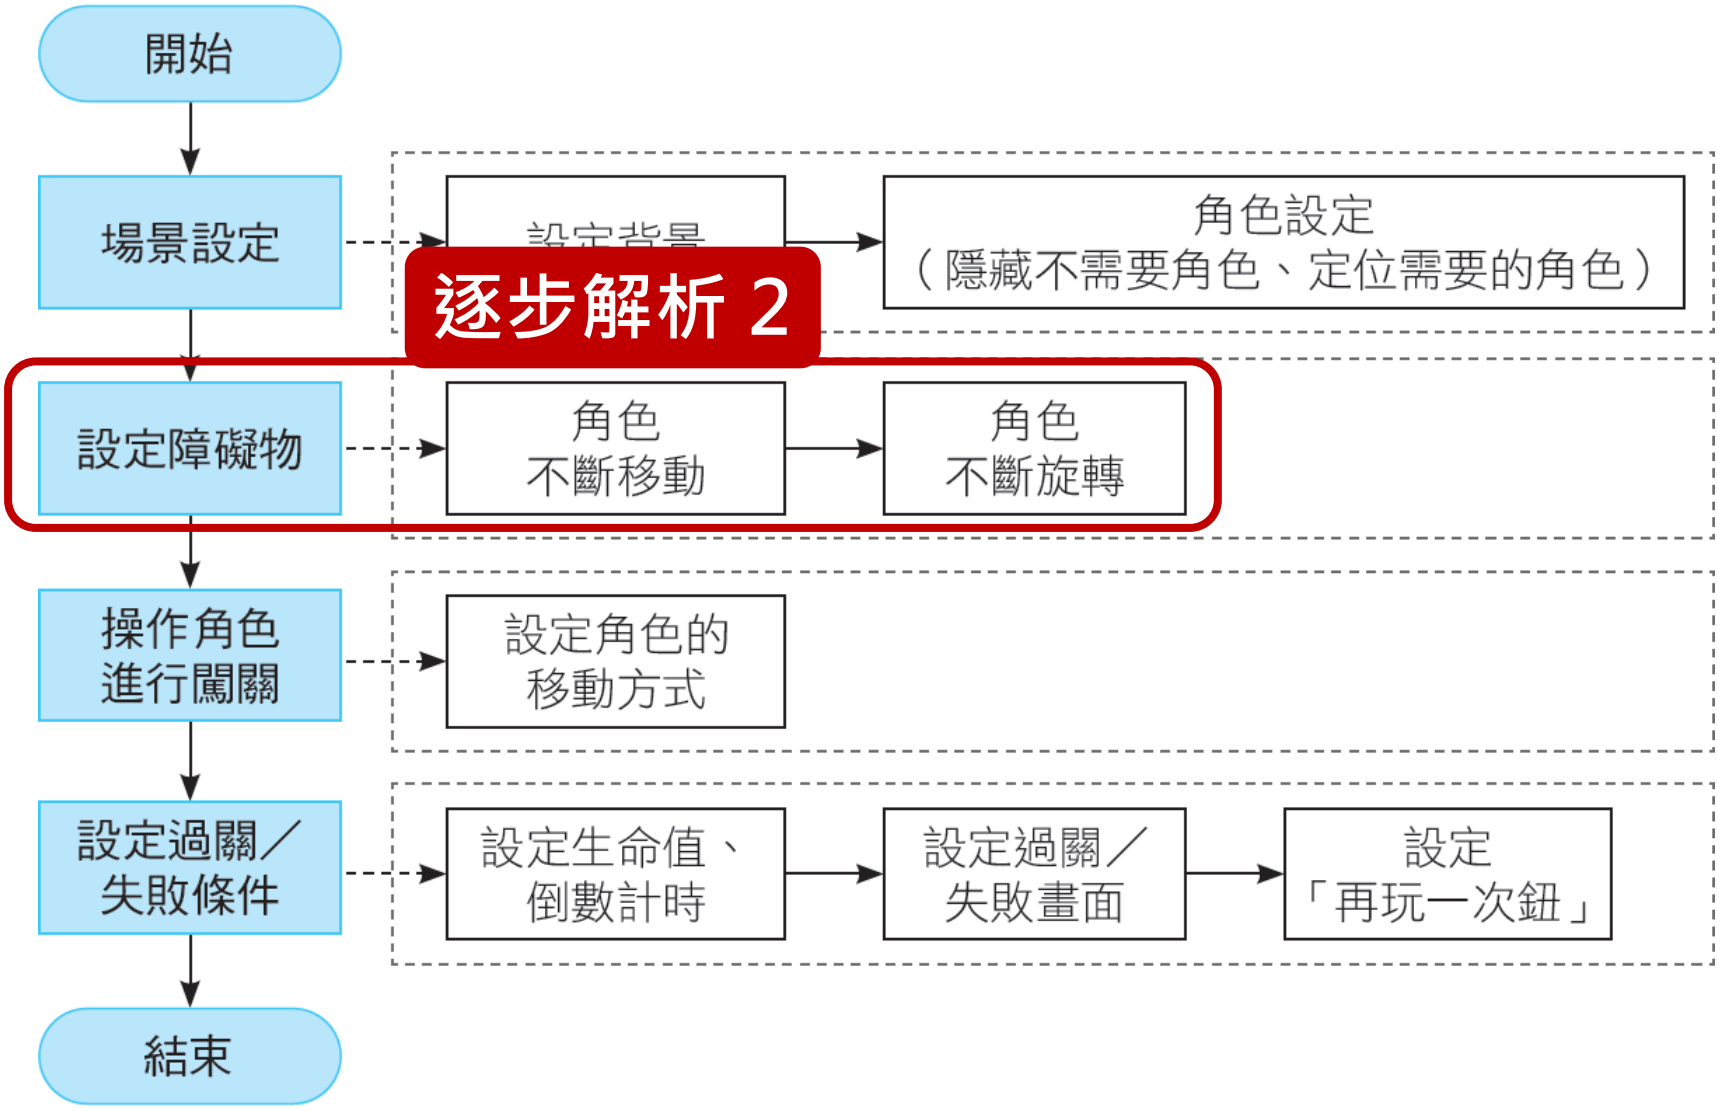 開始
場景設定
設定背景
角色設定
（隱藏不需要角色、定位需要的角色）
逐步解析 2
設定障礙物
角色
不斷移動
角色
不斷旋轉
操作角色
進行闖關
設定角色的
移動方式
設定過關／
失敗條件
設定生命值、
倒數計時
設定過關／
失敗畫面
設定
「再玩一次鈕」
結束